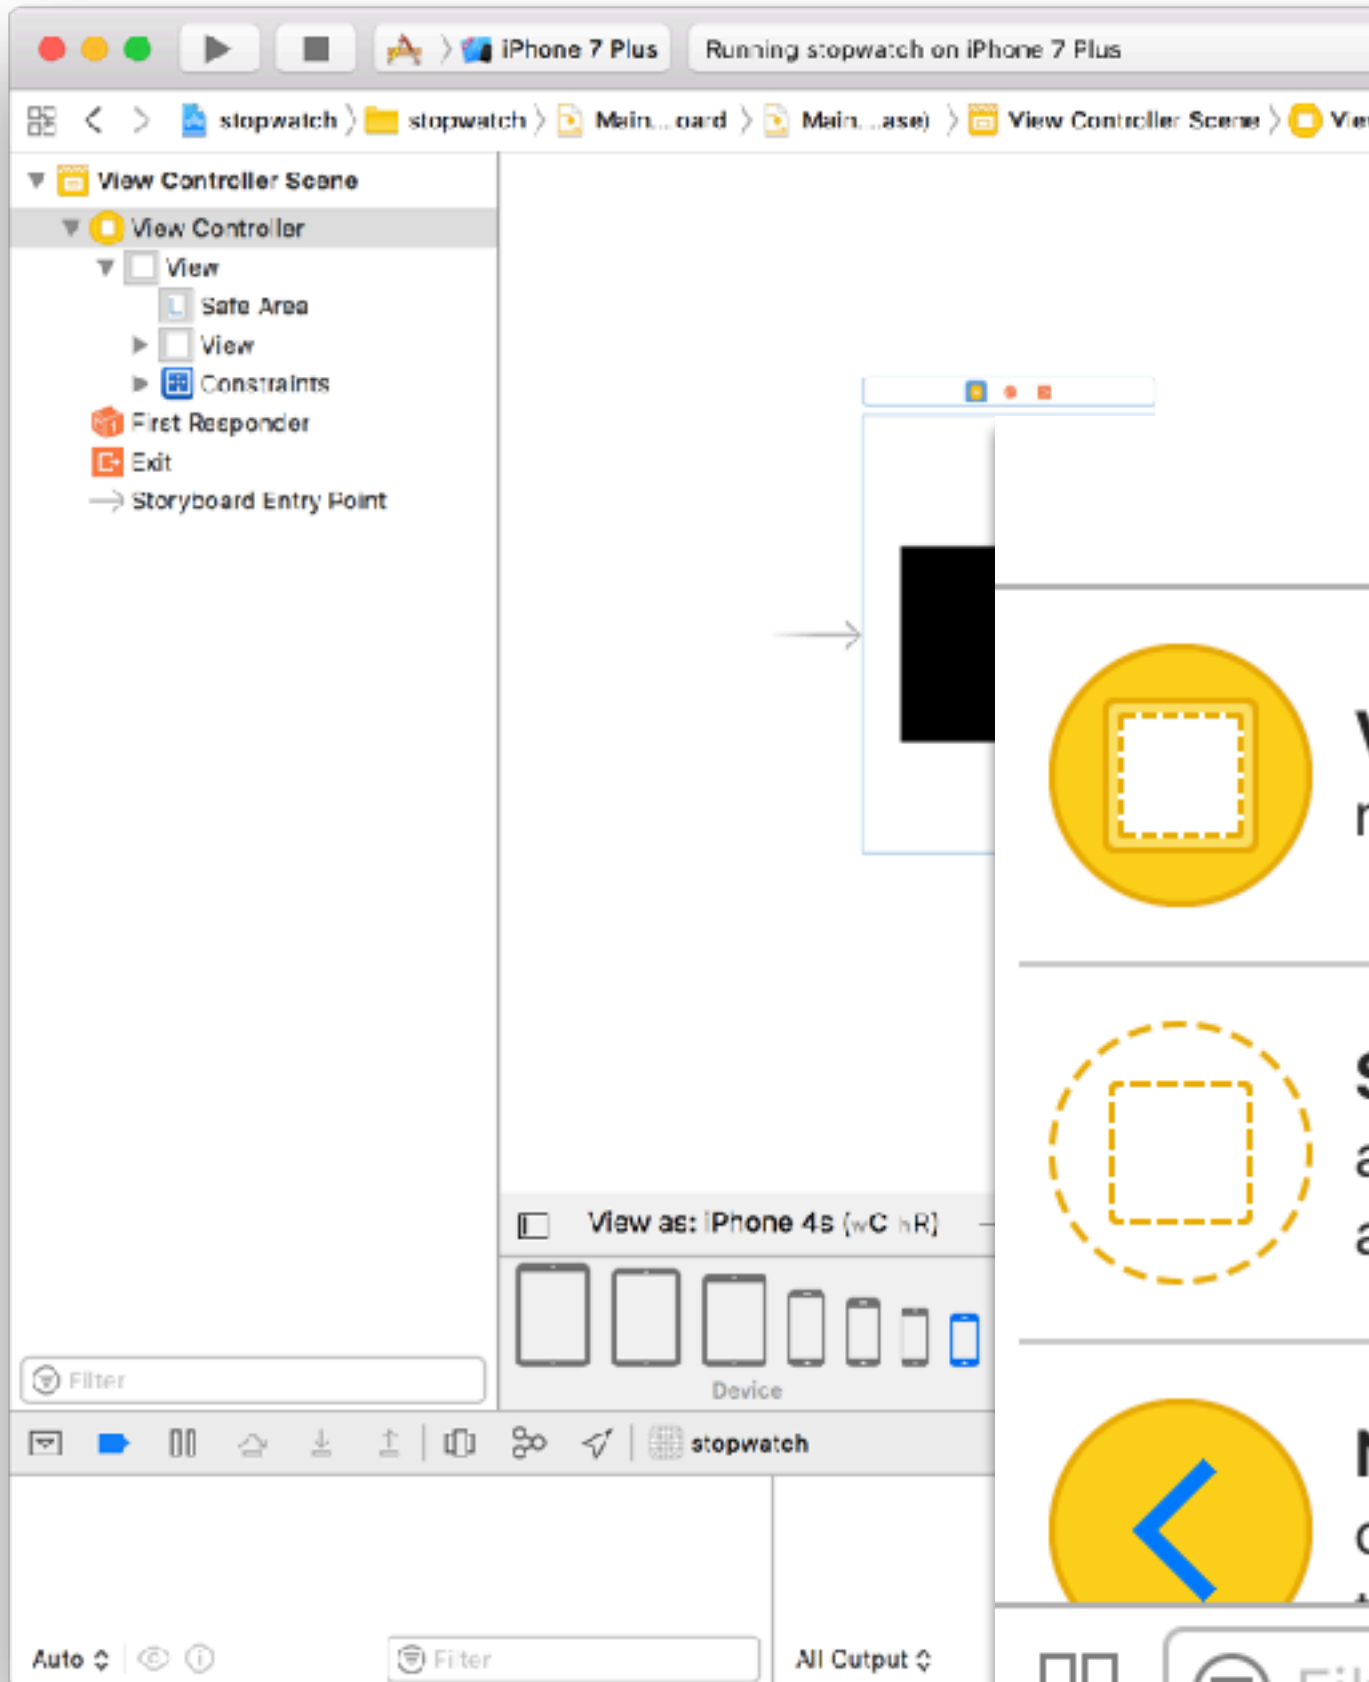 iPhone 7 Plus
Running stopwatch on iPhone 7 Plus
stopwatch
stopwatch
Main....oard
Main....ase)
View Controller Scene
View Controller Scene
View Controller
View
Safe Area
View
Constraints
First Responder
Exit
Storyboard Entry Point
View as: iPhone 4s (wC hR)
Filter
Device
stopwatch
Auto
Filter
All Output